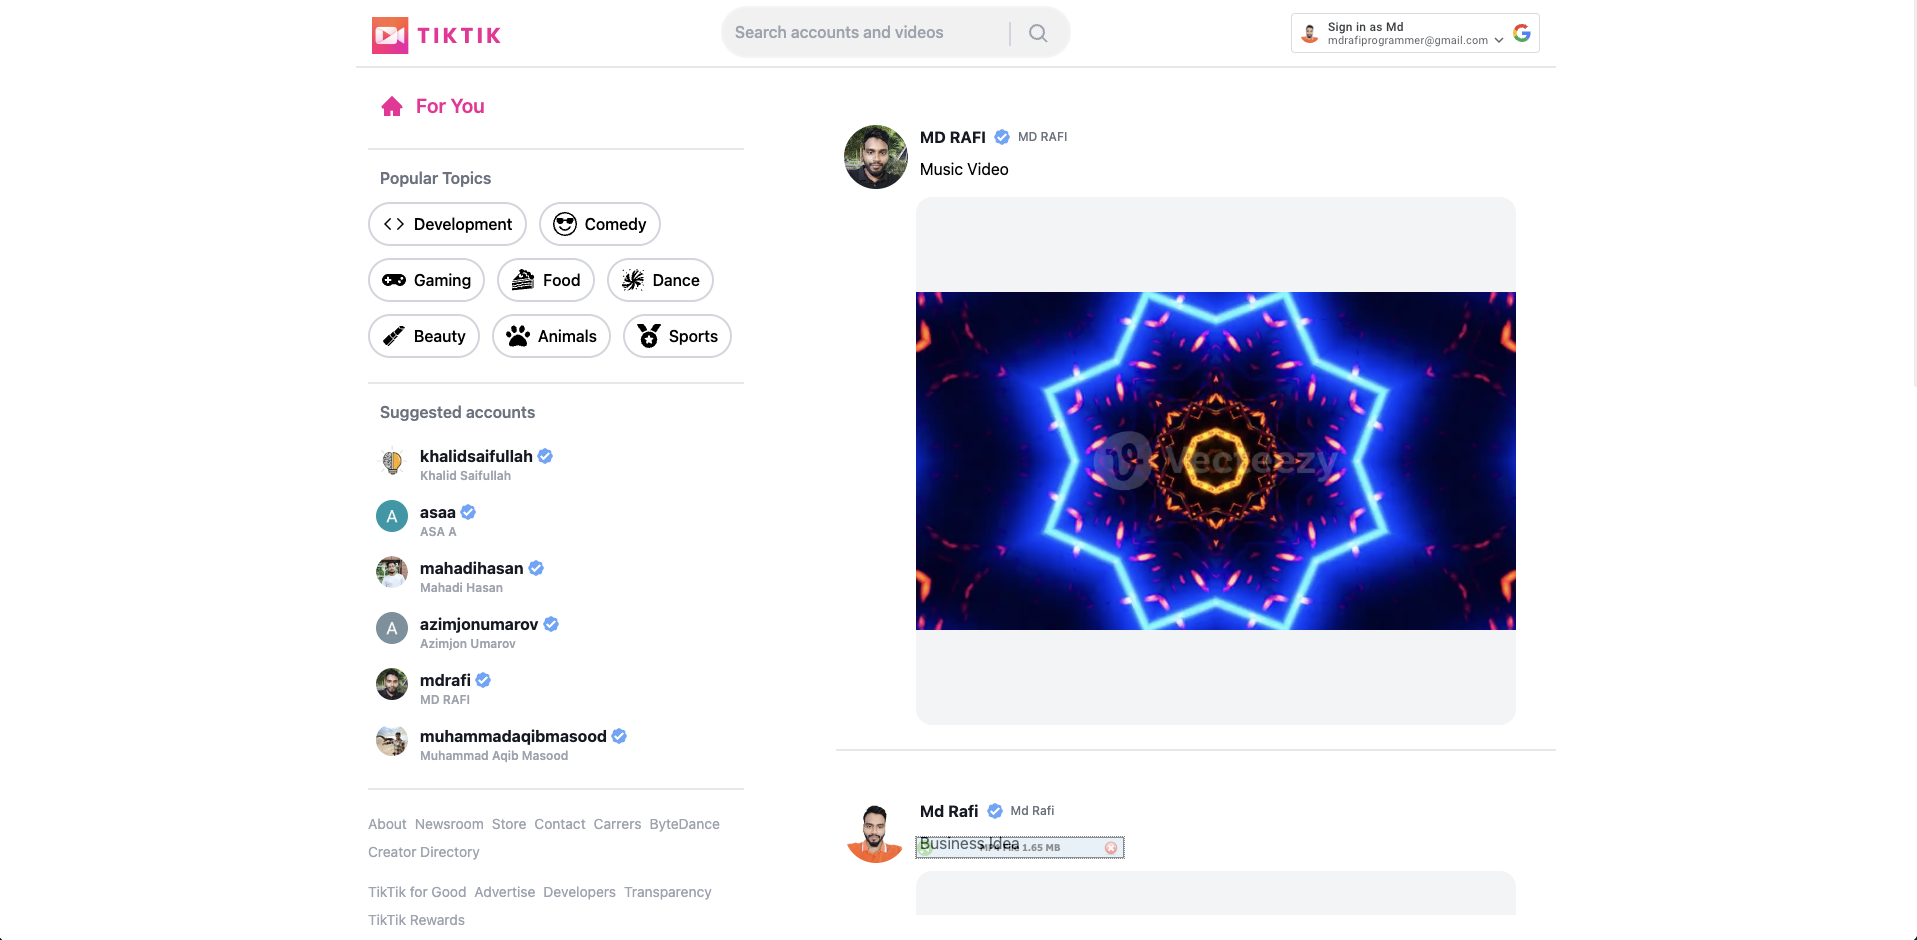 TIKTIK
Search accounts and videos
Sign in as Md
mdrafiprogrammer@gmail.com
For You
Popular Topics
Development
Comedy
Gaming
Food
Dance
Beauty
Animals
Sports
Suggested accounts
khalidsaifullah
Khalid Saifullah
A
asaa
ASA A
mahadihasan
Mahadi Hasan
A
azimjonumarov
Azimjon Umarov
mdrafi
MD RAFI
muhammadaqibmasood
Muhammad Aqib Masood
About Newsroom Store Contact Carrers ByteDance
Creator Directory
TikTik for Good Advertise Developers Transparency
TikTik Rewards
MD RAFI MD RAFI
Music Video
Vecteezy
Md Rafi Md Rafi
Business Idea
MP4 File 1.65 MB